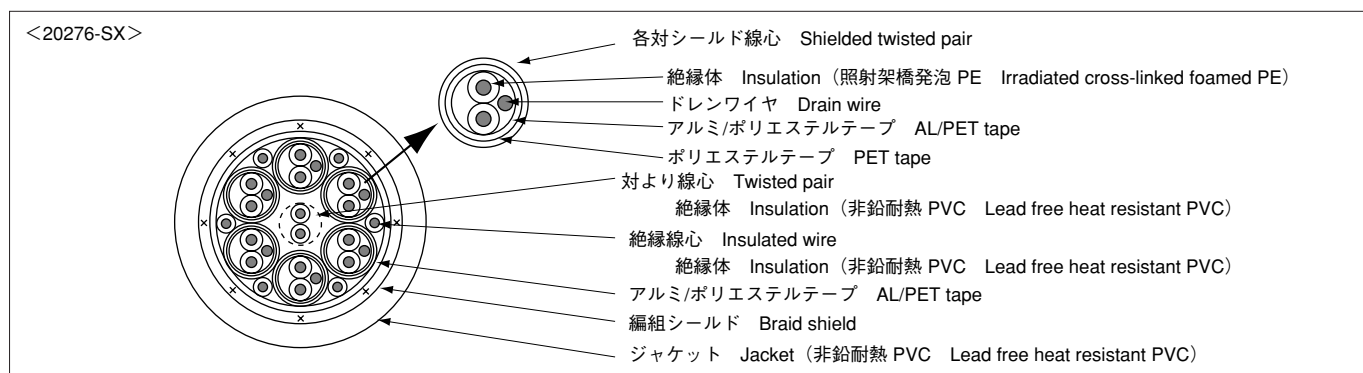 <20276-SX>
各対シールド線心 Shielded twisted pair
絶縁体 Insulation（照射架橋発泡 PE Irradiated cross-linked foamed PE）
ドレンワイヤ Drain wire
アルミ/ポリエステルテープ AL/PET tape
ポリエステルテープ PET tape
対より線心 Twisted pair
絶縁体 Insulation（非鉛耐熱 PVC Lead free heat resistant PVC）
絶縁線心 Insulated wire
絶縁体 Insulation（非鉛耐熱 PVC Lead free heat resistant PVC）
アルミ/ポリエステルテープ AL/PET tape
編組シールド Braid shield
ジャケット Jacket（非鉛耐熱 PVC Lead free heat resistant PVC）